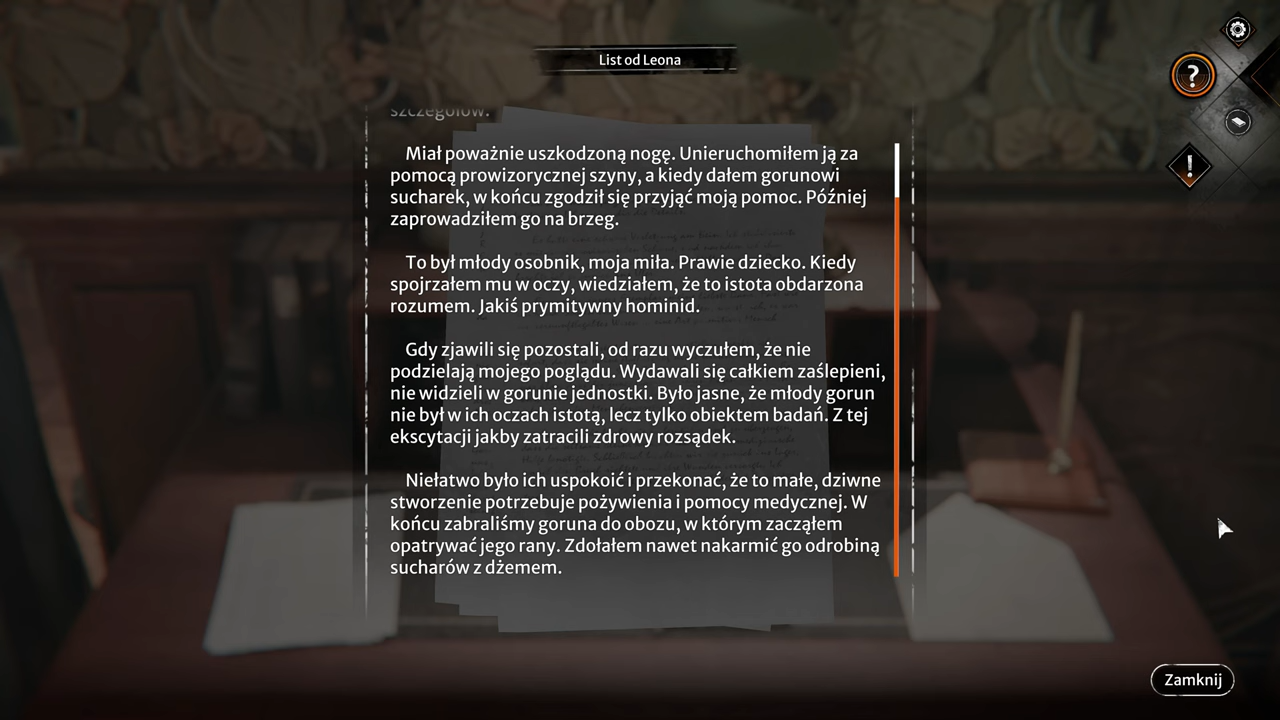 List od Leona
szczegółów.
Miał poważnie uszkodzoną nogę. Unieruchomiłem ją za
pomocą prowizorycznej szyny, a kiedy dałem gorunowi
sucharek, w końcu zgodził się przyjąć moją pomoc. Później
zaprowadziłem go na brzeg.
To był młody osobnik, moja miła. Prawie dziecko. Kiedy
spojrzałem mu w oczy, wiedziałem, że to istota obdarzona
rozumem. Jakiś prymitywny hominid.
Gdy zjawili się pozostali, od razu wyczułem, że nie
podzielają mojego poglądu. Wydawali się całkiem zaślepieni,
nie widzieli w gorunie jednostki. Było jasne, że młody gorun
nie był w ich oczach istotą, lecz tylko obiektem badań. Z tej
ekscytacji jakby zatracili zdrowy rozsądek.
Niełatwo było ich uspokoić i przekonać, że to małe, dziwne
stworzenie potrzebuje pożywienia i pomocy medycznej. W
końcu zabraliśmy goruna do obozu, w którym zacząłem
opatrywać jego rany. Zdołałem nawet nakarmić go odrobiną
sucharów z dżemem.
Zamknij